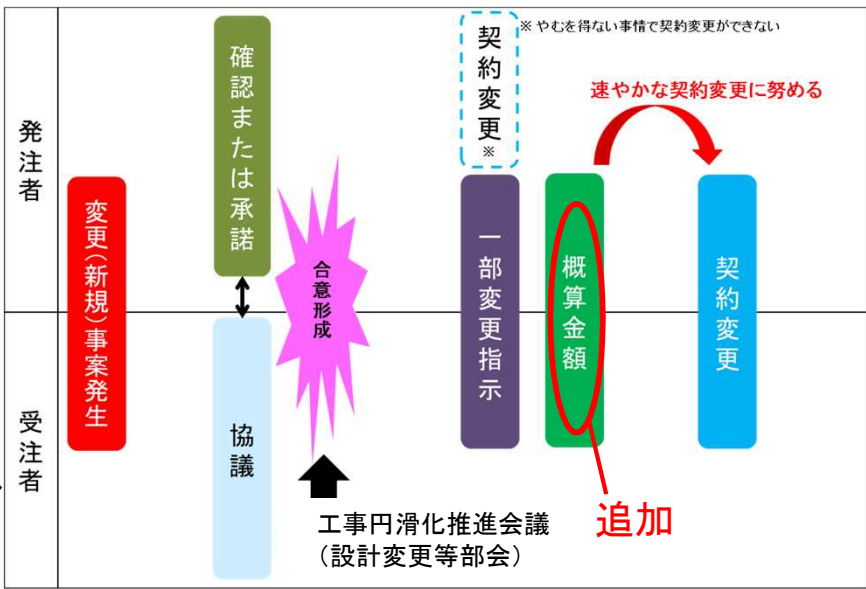 発注者
受注者
変更(新規)事案発生
確認または承諾
協議
合意形成
工事円滑化推進会議
(設計変更等部会)
契約変更
※
※ やむを得ない事情で契約変更ができない
一部変更指示
概算金額
追加
速やかな契約変更に努める
契約変更